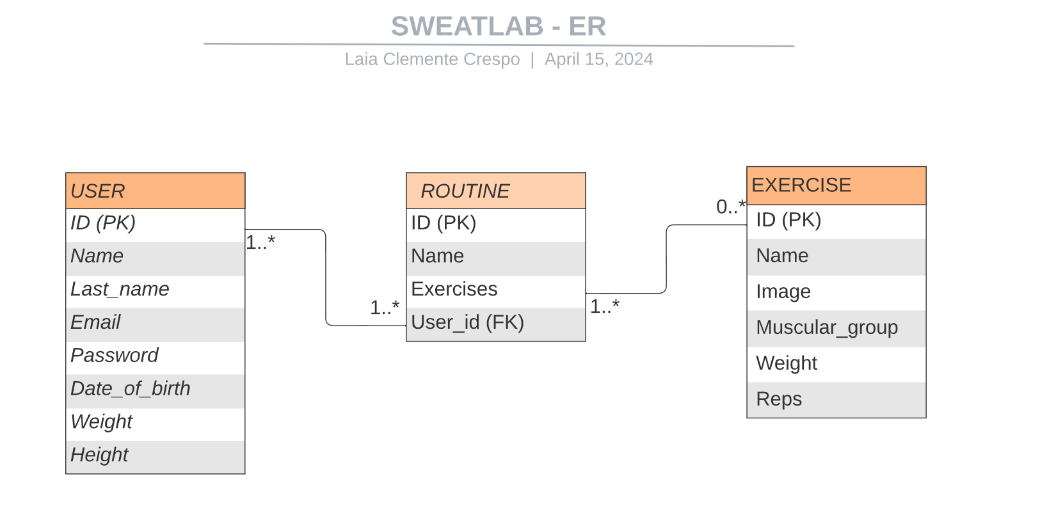 SWEATLAB - ER
Laia Clemente Crespo | April 15, 2024
USER
ID (PK)
Name
Last_name
Email
Password
Date_of_birth
Weight
Height
1..*
1..*
ROUTINE
ID (PK)
Name
Exercises
User_id (FK)
1..*
0..*
EXERCISE
ID (PK)
Name
Image
Muscular_group
Weight
Reps